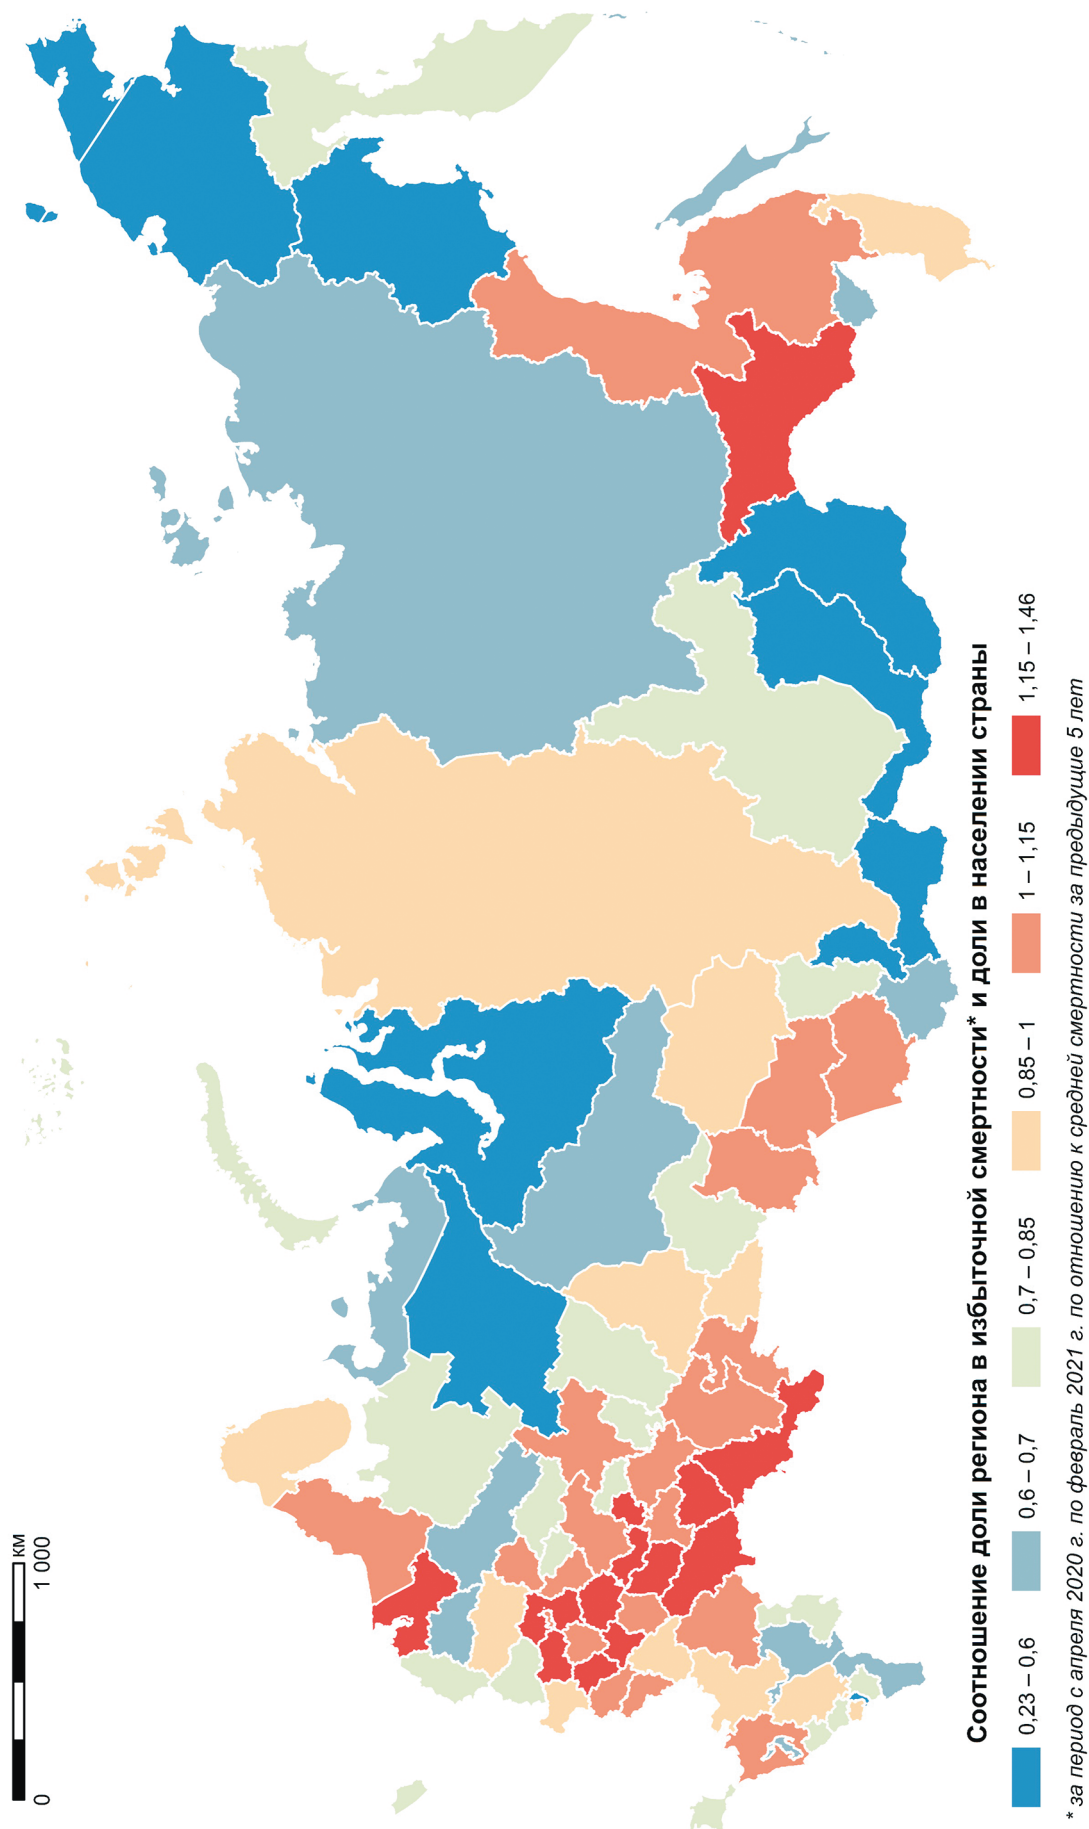 0 1 000 км
Соотношение доли региона в избыточной смертности* и доли в населении страны
0,23 – 0,6 0,6 – 0,7 0,7 – 0,85 0,85 – 1 1 – 1,15 1,15 – 1,46
* за период с апреля 2020 г. по февраль 2021 г. по отношению к средней смертности за предыдущие 5 лет